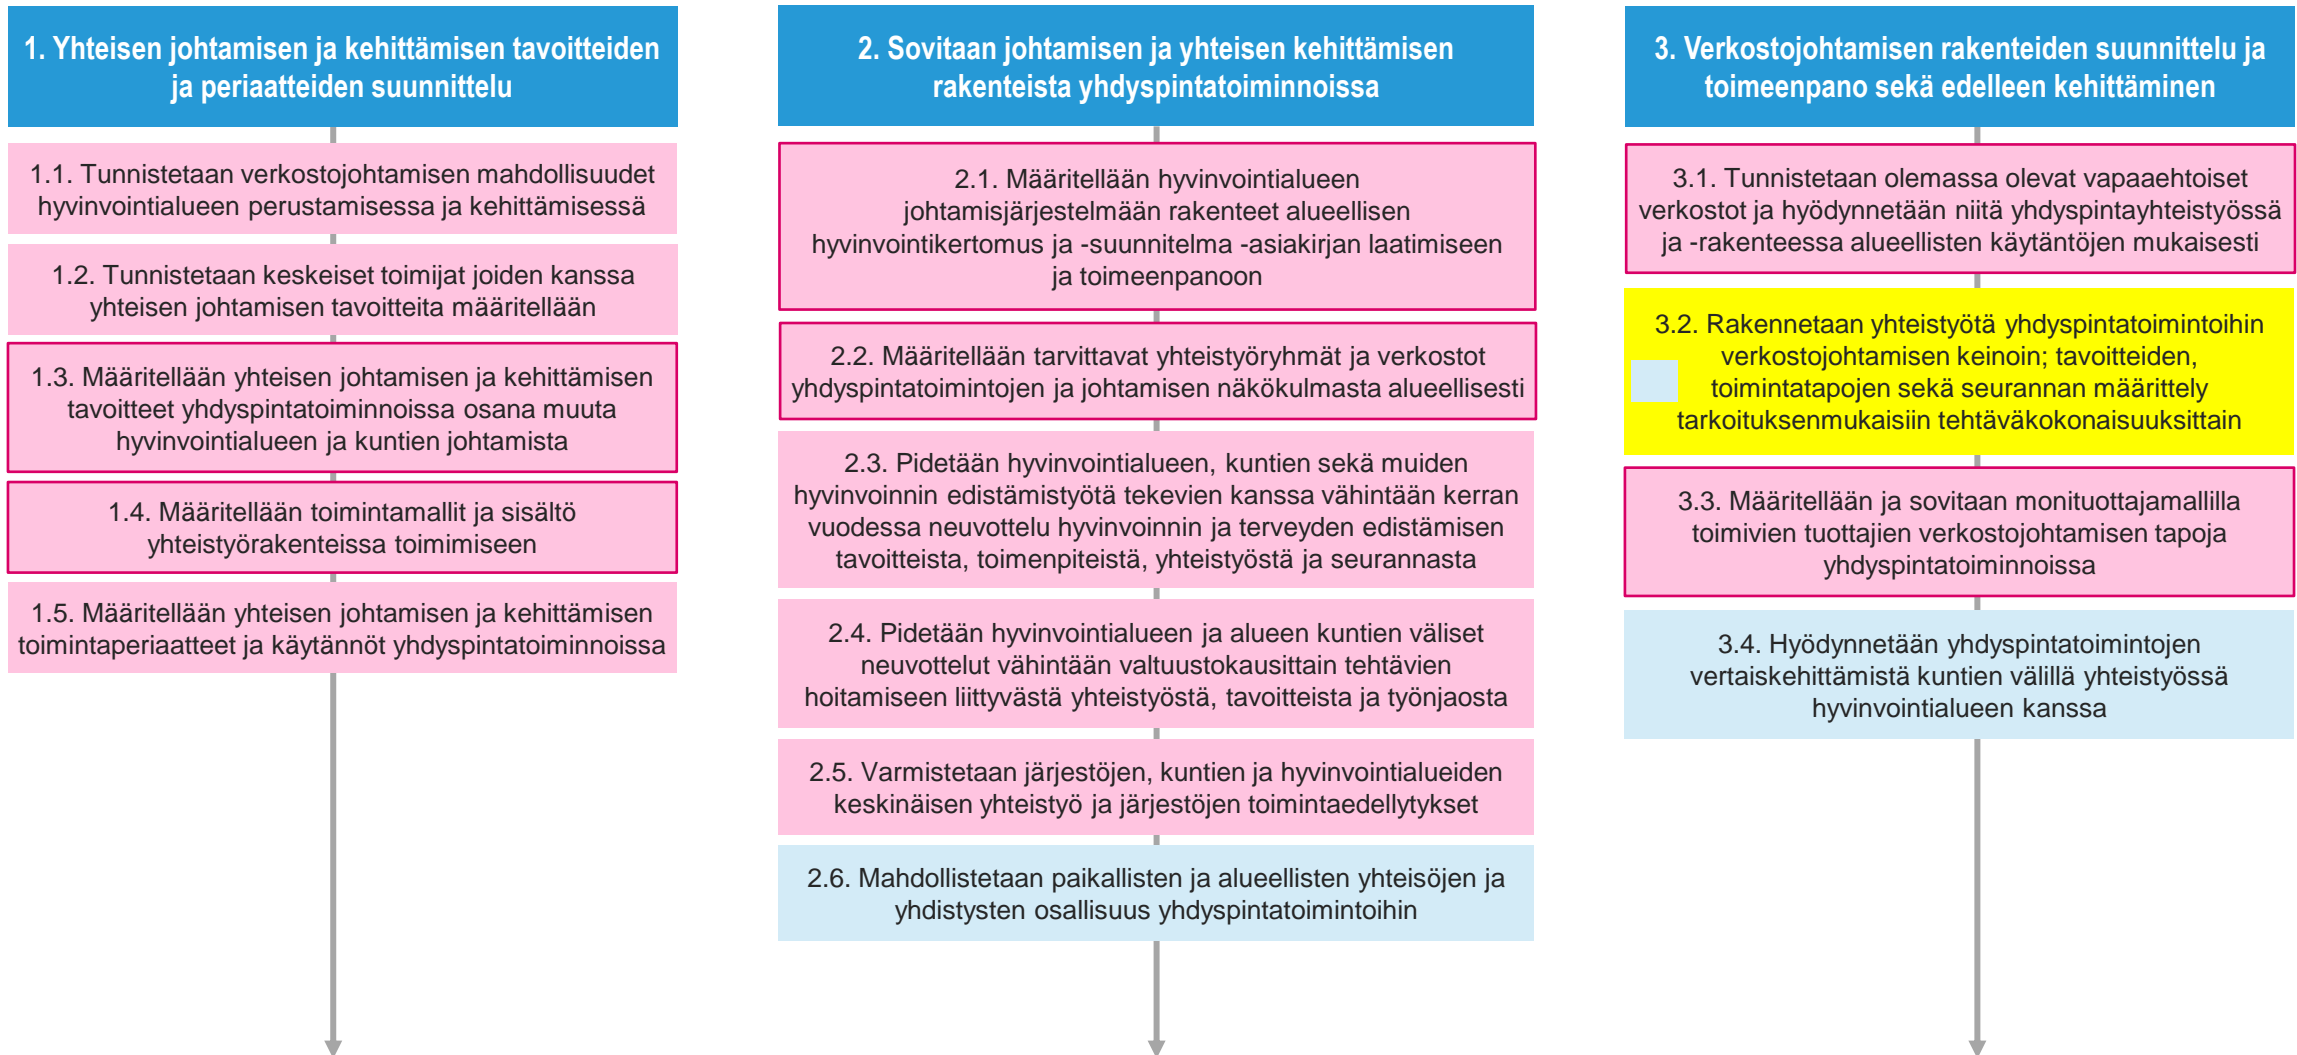 1. Yhteisen johtamisen ja kehittämisen tavoitteiden
ja periaatteiden suunnittelu
1.1. Tunnistetaan verkostojohtamisen mahdollisuudet
hyvinvointialueen perustamisessa ja kehittämisessä
1.2. Tunnistetaan keskeiset toimijat joiden kanssa
yhteisen johtamisen tavoitteita määritellään
1.3. Määritellään yhteisen johtamisen ja kehittämisen
tavoitteet yhdyspintatoiminnoissa osana muuta
hyvinvointialueen ja kuntien johtamista
1.4. Määritellään toimintamallit ja sisältö
yhteistyörakenteissa toimimiseen
1.5. Määritellään yhteisen johtamisen ja kehittämisen
toimintaperiaatteet ja käytännöt yhdyspintatoiminnoissa
2. Sovitaan johtamisen ja yhteisen kehittämisen
rakenteista yhdyspintatoiminnoissa
2.1. Määritellään hyvinvointialueen
johtamisjärjestelmään rakenteet alueellisen
hyvinvointikertomus ja -suunnitelma -asiakirjan laatimiseen
ja toimeenpanoon
2.2. Määritellään tarvittavat yhteistyöryhmät ja verkostot
yhdyspintatoimintojen ja johtamisen näkökulmasta alueellisesti
2.3. Pidetään hyvinvointialueen, kuntien sekä muiden
hyvinvoinnin edistämistyötä tekevien kanssa vähintään kerran
vuodessa neuvottelu hyvinvoinnin ja terveyden edistämisen
tavoitteista, toimenpiteistä, yhteistyöstä ja seurannasta
2.4. Pidetään hyvinvointialueen ja alueen kuntien väliset
neuvottelut vähintään valtuustokausittain tehtävien
hoitamiseen liittyvästä yhteistyöstä, tavoitteista ja työnjaosta
2.5. Varmistetaan järjestöjen, kuntien ja hyvinvointialueiden
keskinäisen yhteistyö ja järjestöjen toimintaedellytykset
2.6. Mahdollistetaan paikallisten ja alueellisten yhteisöjen ja
yhdistysten osallisuus yhdyspintatoimintoihin
3. Verkostojohtamisen rakenteiden suunnittelu ja
toimeenpano sekä edelleen kehittäminen
3.1. Tunnistetaan olemassa olevat vapaaehtoiset
verkostot ja hyödynnetään niitä yhdyspintayhteistyössä
ja -rakenteessa alueellisten käytäntöjen mukaisesti
3.2. Rakennetaan yhteistyötä yhdyspintatoimintoihin
verkostojohtamisen keinoin; tavoitteiden,
toimintatapojen sekä seurannan määrittely
tarkoituksenmukaisiin tehtäväkokonaisuuksittain
3.3. Määritellään ja sovitaan monituottajamallilla
toimivien tuottajien verkostojohtamisen tapoja
yhdyspintatoiminnoissa
3.4. Hyödynnetään yhdyspintatoimintojen
vertaiskehittämistä kuntien välillä yhteistyössä
hyvinvointialueen kanssa